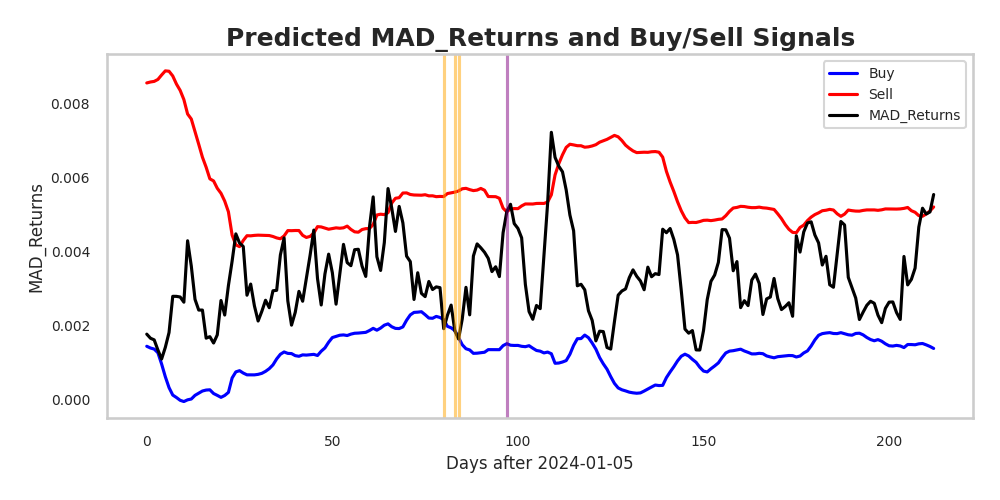 Predicted MAD_Returns and Buy/Sell Signals
Buy
Sell
MAD_Returns
0.008
0.006
0.004
0.002
0.000
MAD_Returns
0 50 100 150 200
Days after 2024-01-05